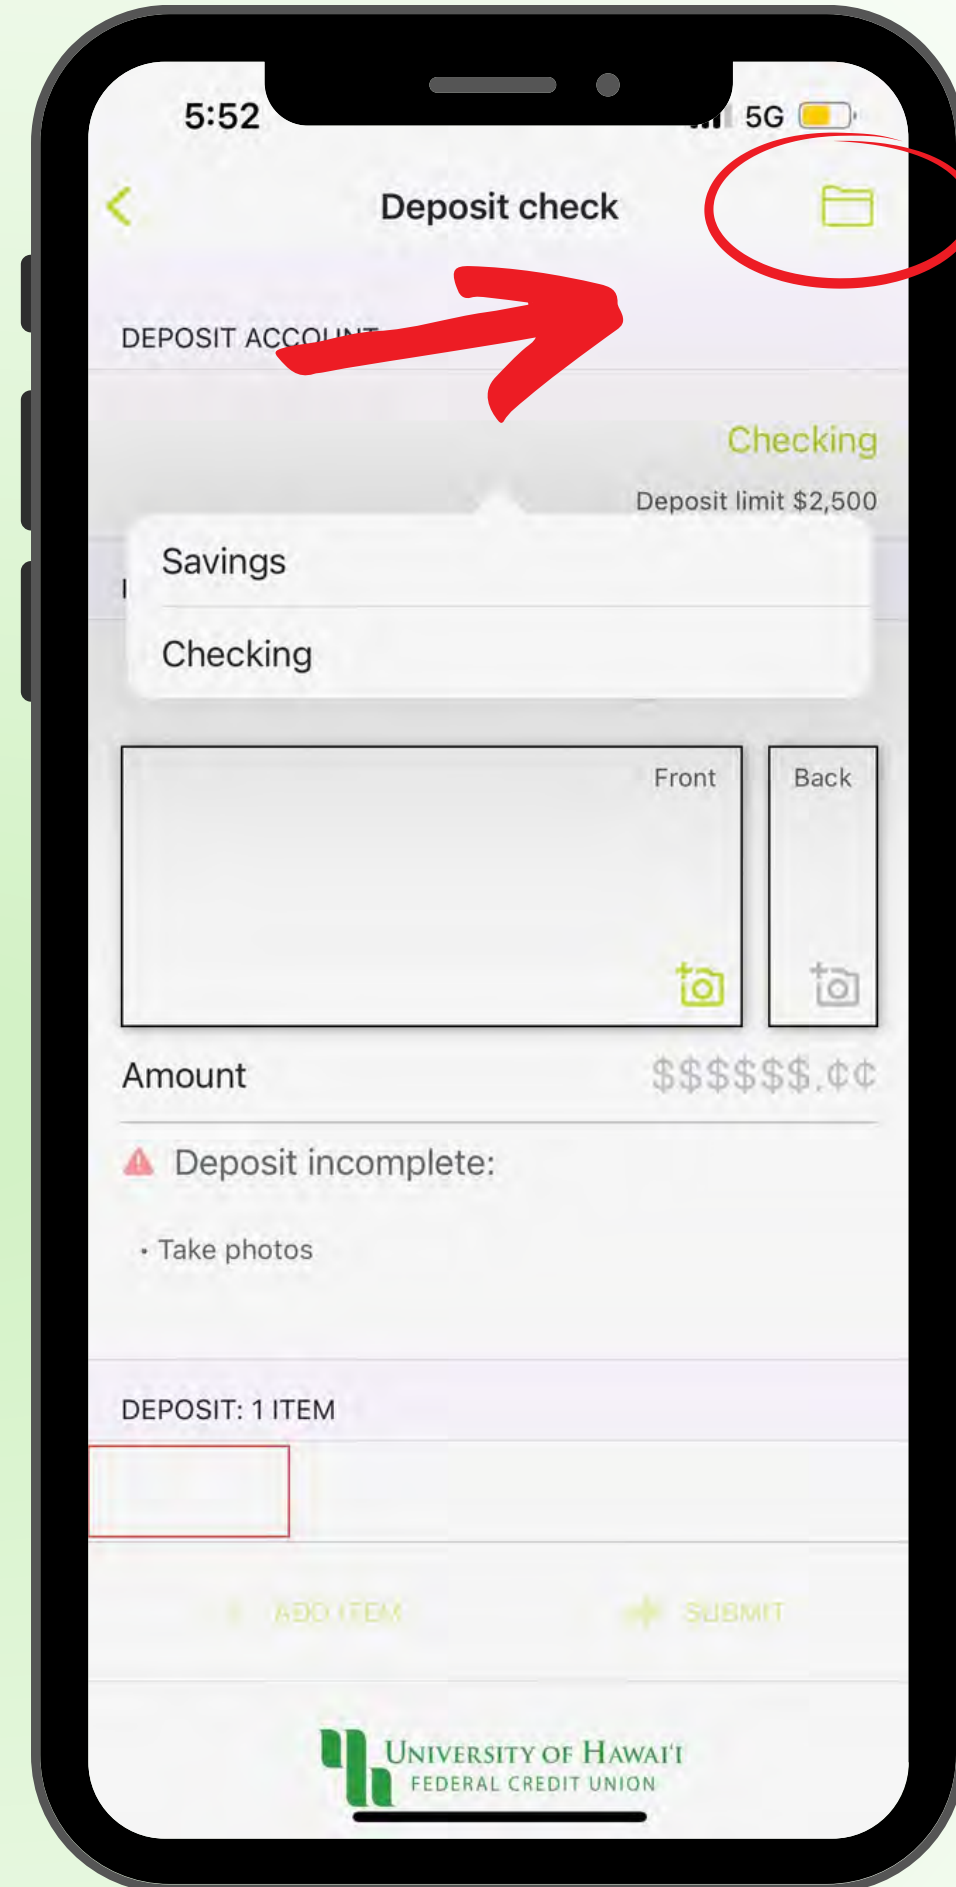 5:52
5G
Deposit check
DEPOSIT ACCOUNT
Checking
Deposit limit $2,500
Savings
Checking
Front
Back
Amount
$$$$$$.¢¢
Deposit incomplete:
• Take photos
DEPOSIT: 1 ITEM
ADD ITEM
SUBMIT
UNIVERSITY OF HAWAI'I
FEDERAL CREDIT UNION